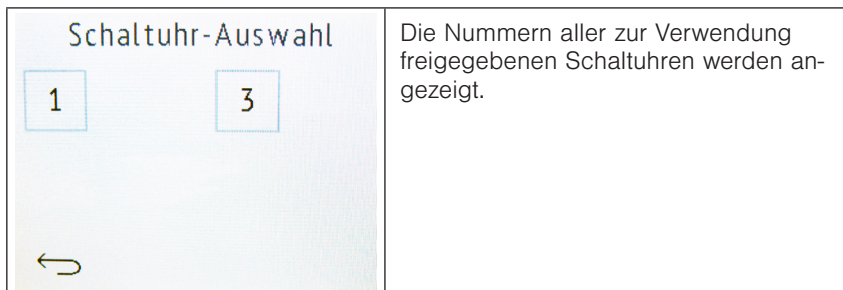 Schaltuhr-Auswahl
1
3
Die Nummern aller zur Verwendung
freigegebenen Schaltuhren werden an-
gezeigt.